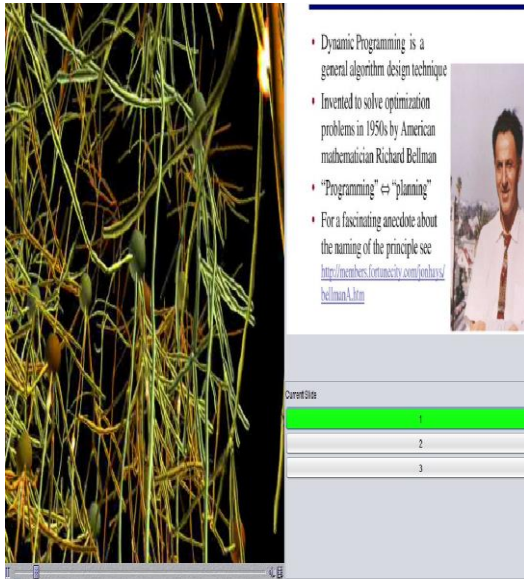 ▪ Dynamic Programming is a
general algorithm design technique
▪ Invented to solve optimization
problems in 1950s by American
mathematician Richard Bellman
▪ “Programming” ⇔ “planning”
▪ For a fascinating anecdote about
the naming of the principle see
http://members.fortunecity.com/jonhays/
bellmanA.htm
Current Slide
1
2
3